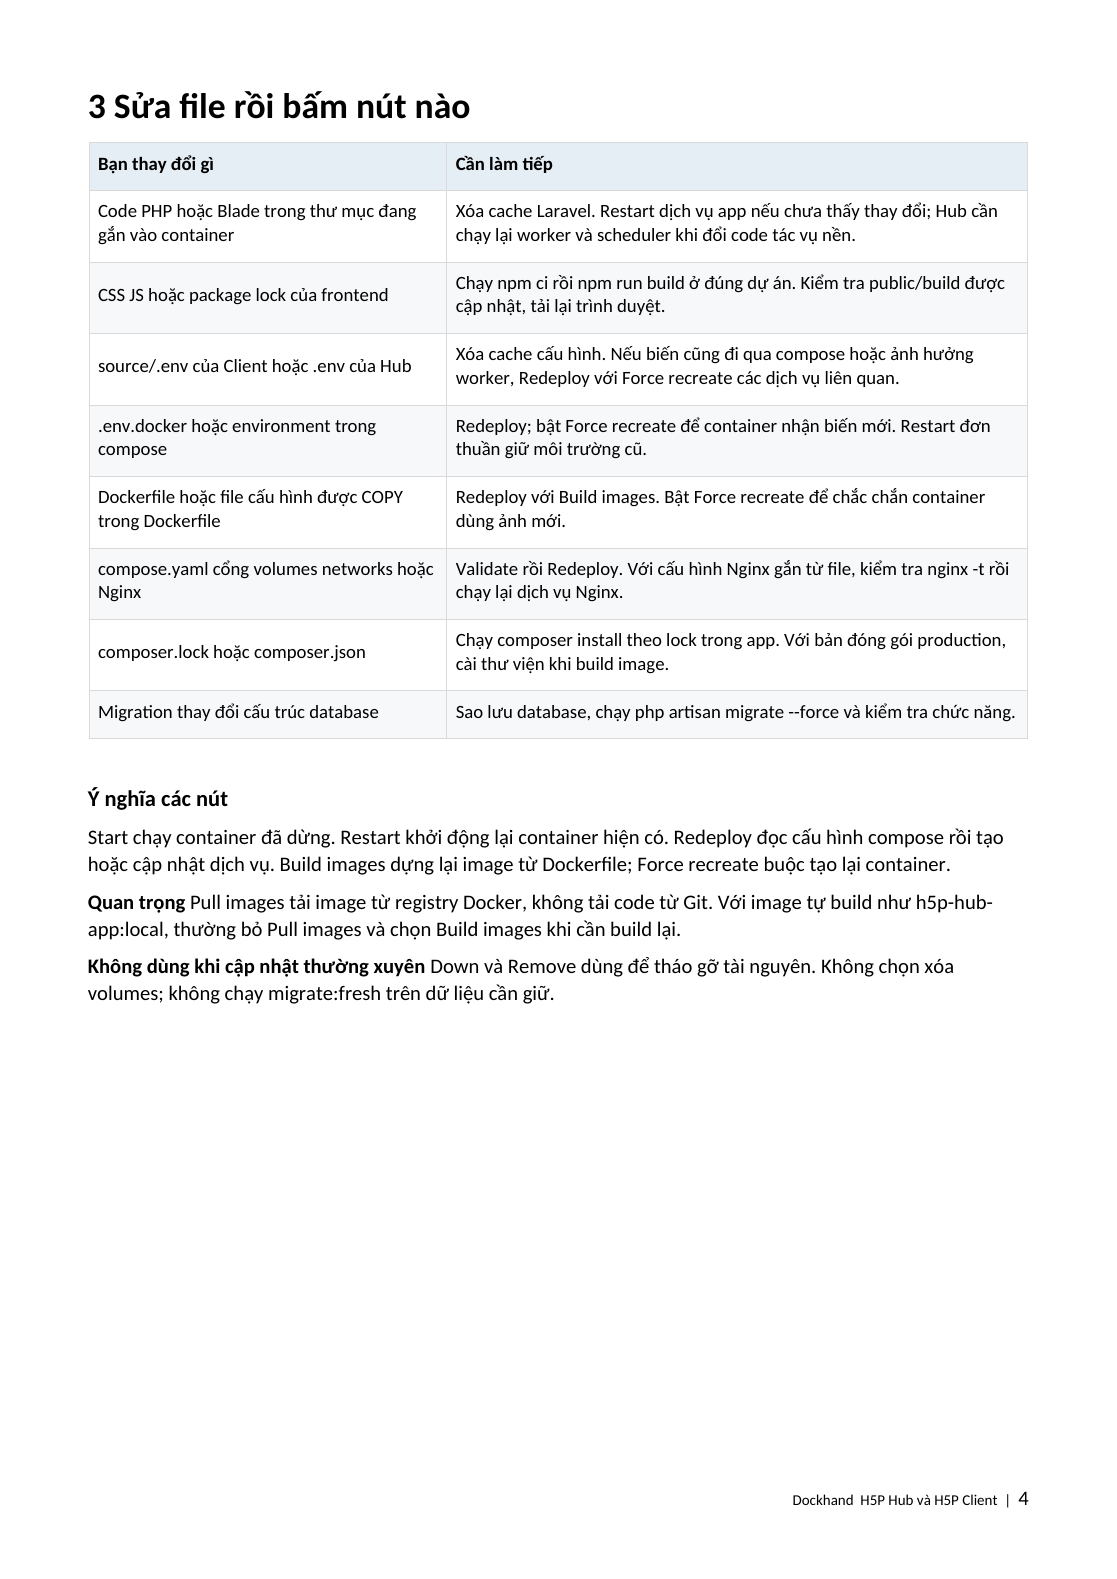 3 Sửa file rồi bấm nút nào
Bạn thay đổi gì
Cần làm tiếp
Code PHP hoặc Blade trong thư mục đang
gắn vào container
Xóa cache Laravel. Restart dịch vụ app nếu chưa thấy thay đổi; Hub cần
chạy lại worker và scheduler khi đổi code tác vụ nền.
CSS JS hoặc package lock của frontend
Chạy npm ci rồi npm run build ở đúng dự án. Kiểm tra public/build được
cập nhật, tải lại trình duyệt.
source/.env của Client hoặc .env của Hub
Xóa cache cấu hình. Nếu biến cũng đi qua compose hoặc ảnh hưởng
worker, Redeploy với Force recreate các dịch vụ liên quan.
.env.docker hoặc environment trong
compose
Redeploy; bật Force recreate để container nhận biến mới. Restart đơn
thuần giữ môi trường cũ.
Dockerfile hoặc file cấu hình được COPY
trong Dockerfile
Redeploy với Build images. Bật Force recreate để chắc chắn container
dùng ảnh mới.
compose.yaml cổng volumes networks hoặc
Nginx
Validate rồi Redeploy. Với cấu hình Nginx gắn từ file, kiểm tra nginx -t rồi
chạy lại dịch vụ Nginx.
composer.lock hoặc composer.json
Chạy composer install theo lock trong app. Với bản đóng gói production,
cài thư viện khi build image.
Migration thay đổi cấu trúc database
Sao lưu database, chạy php artisan migrate --force và kiểm tra chức năng.
Ý nghĩa các nút
Start chạy container đã dừng. Restart khởi động lại container hiện có. Redeploy đọc cấu hình compose rồi tạo
hoặc cập nhật dịch vụ. Build images dựng lại image từ Dockerfile; Force recreate buộc tạo lại container.
Quan trọng Pull images tải image từ registry Docker, không tải code từ Git. Với image tự build như h5p-hub-
app:local, thường bỏ Pull images và chọn Build images khi cần build lại.
Không dùng khi cập nhật thường xuyên Down và Remove dùng để tháo gỡ tài nguyên. Không chọn xóa
volumes; không chạy migrate:fresh trên dữ liệu cần giữ.
Dockhand H5P Hub và H5P Client | 4